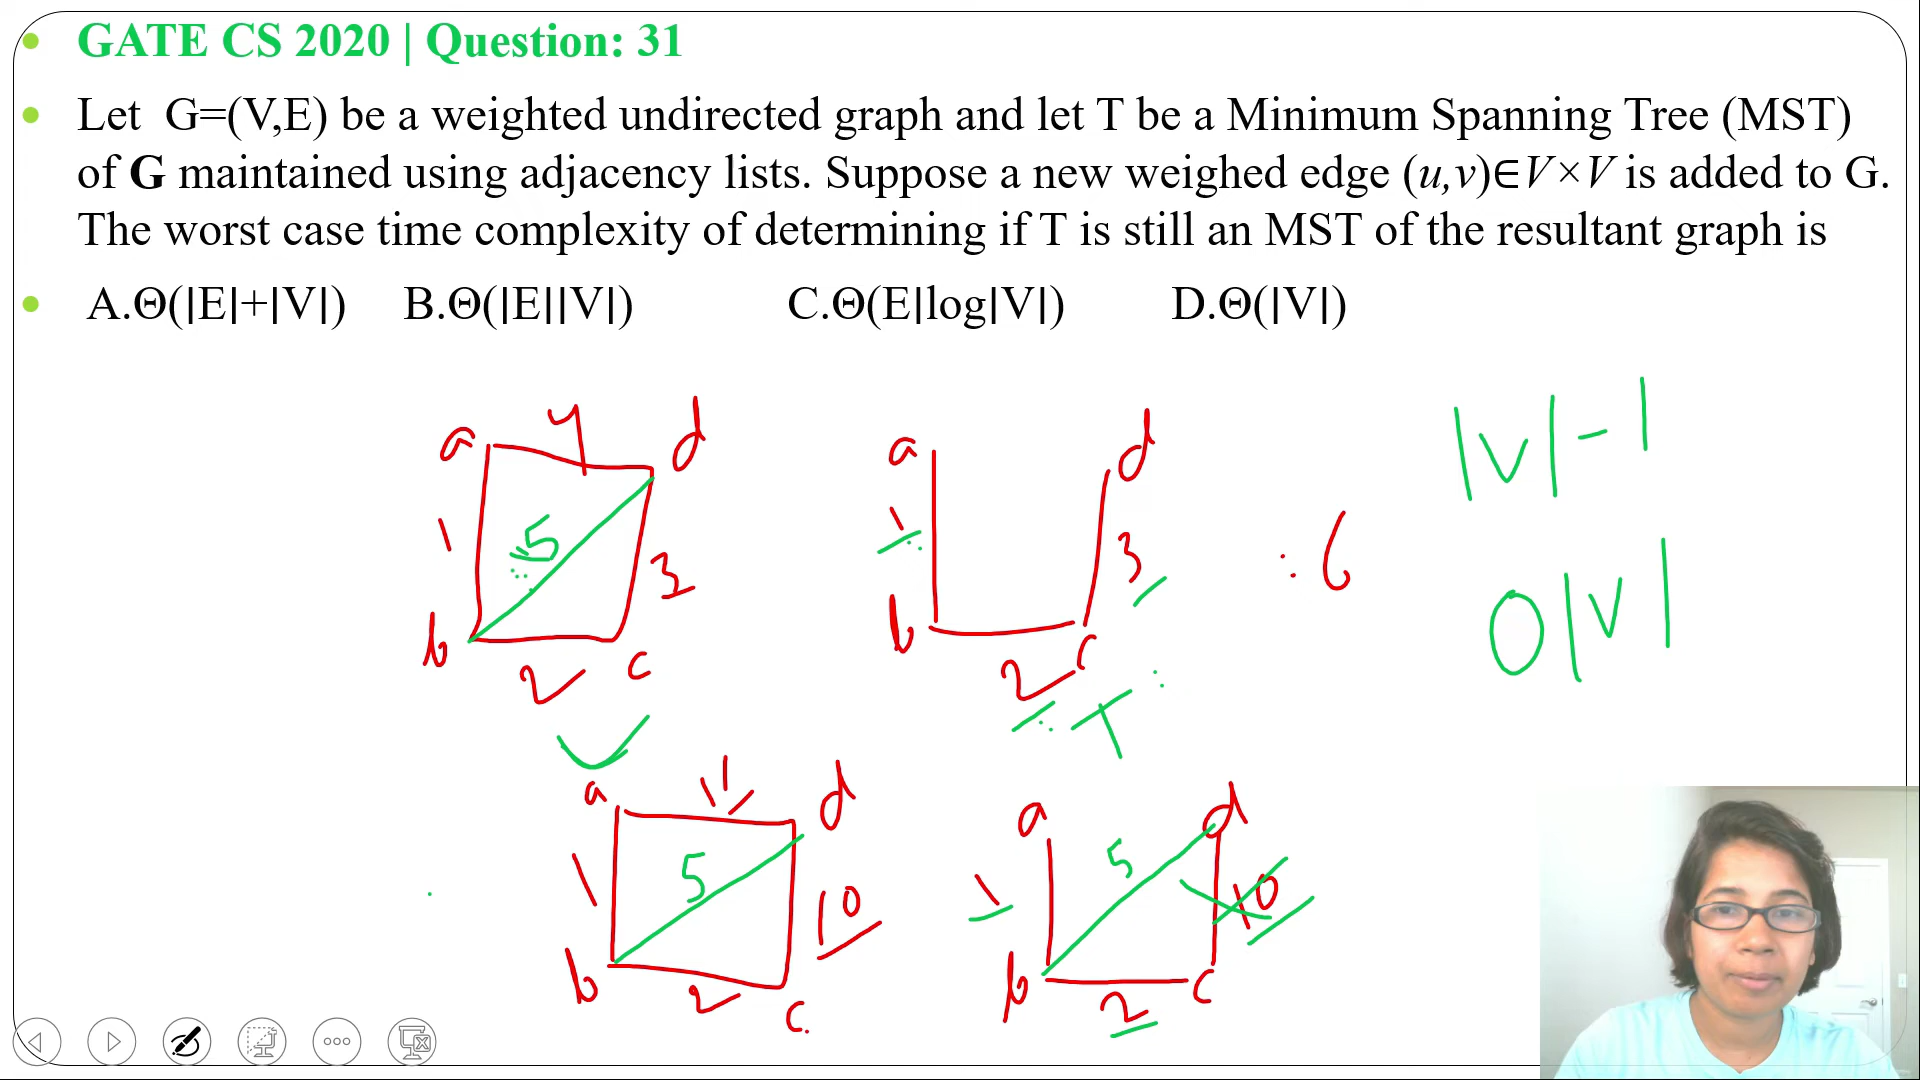 GATE CS 2020 | Question: 31
Let G=(V,E) be a weighted undirected graph and let T be a Minimum Spanning Tree (MST)
of G maintained using adjacency lists. Suppose a new weighed edge (u,v)∈V×V is added to G.
The worst case time complexity of determining if T is still an MST of the resultant graph is
A.Θ(|E|+|V|) B.Θ(|E||V|) C.Θ(E|log|V|) D.Θ(|V|)
a 4 d
1 5 3
b 2 c
a d
1 3
b 2 c
T
: 6
|V|-1
O|V|
a 11 d
1 5 10
b 2 c
a d
1 5 10
b 2 c